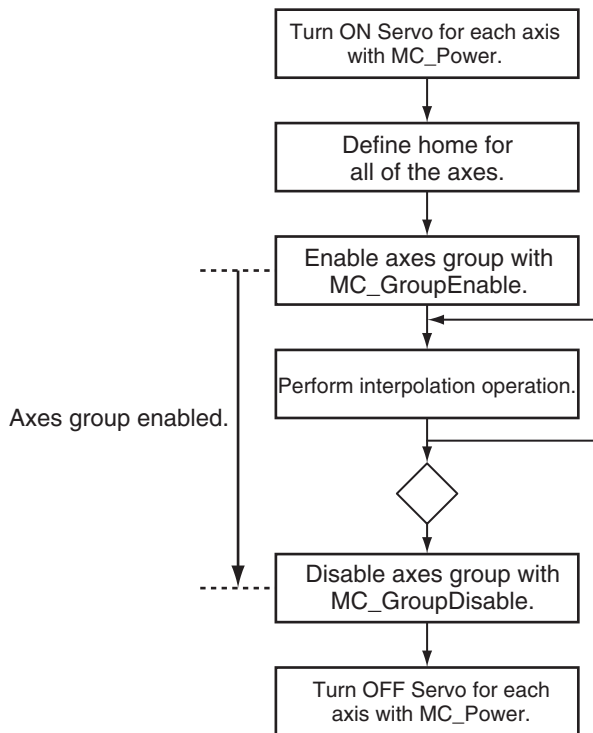 Turn ON Servo for each axis
with MC_Power.
Define home for
all of the axes.
Enable axes group with
MC_GroupEnable.
Perform interpolation operation.
Axes group enabled.
Disable axes group with
MC_GroupDisable.
Turn OFF Servo for each
axis with MC_Power.